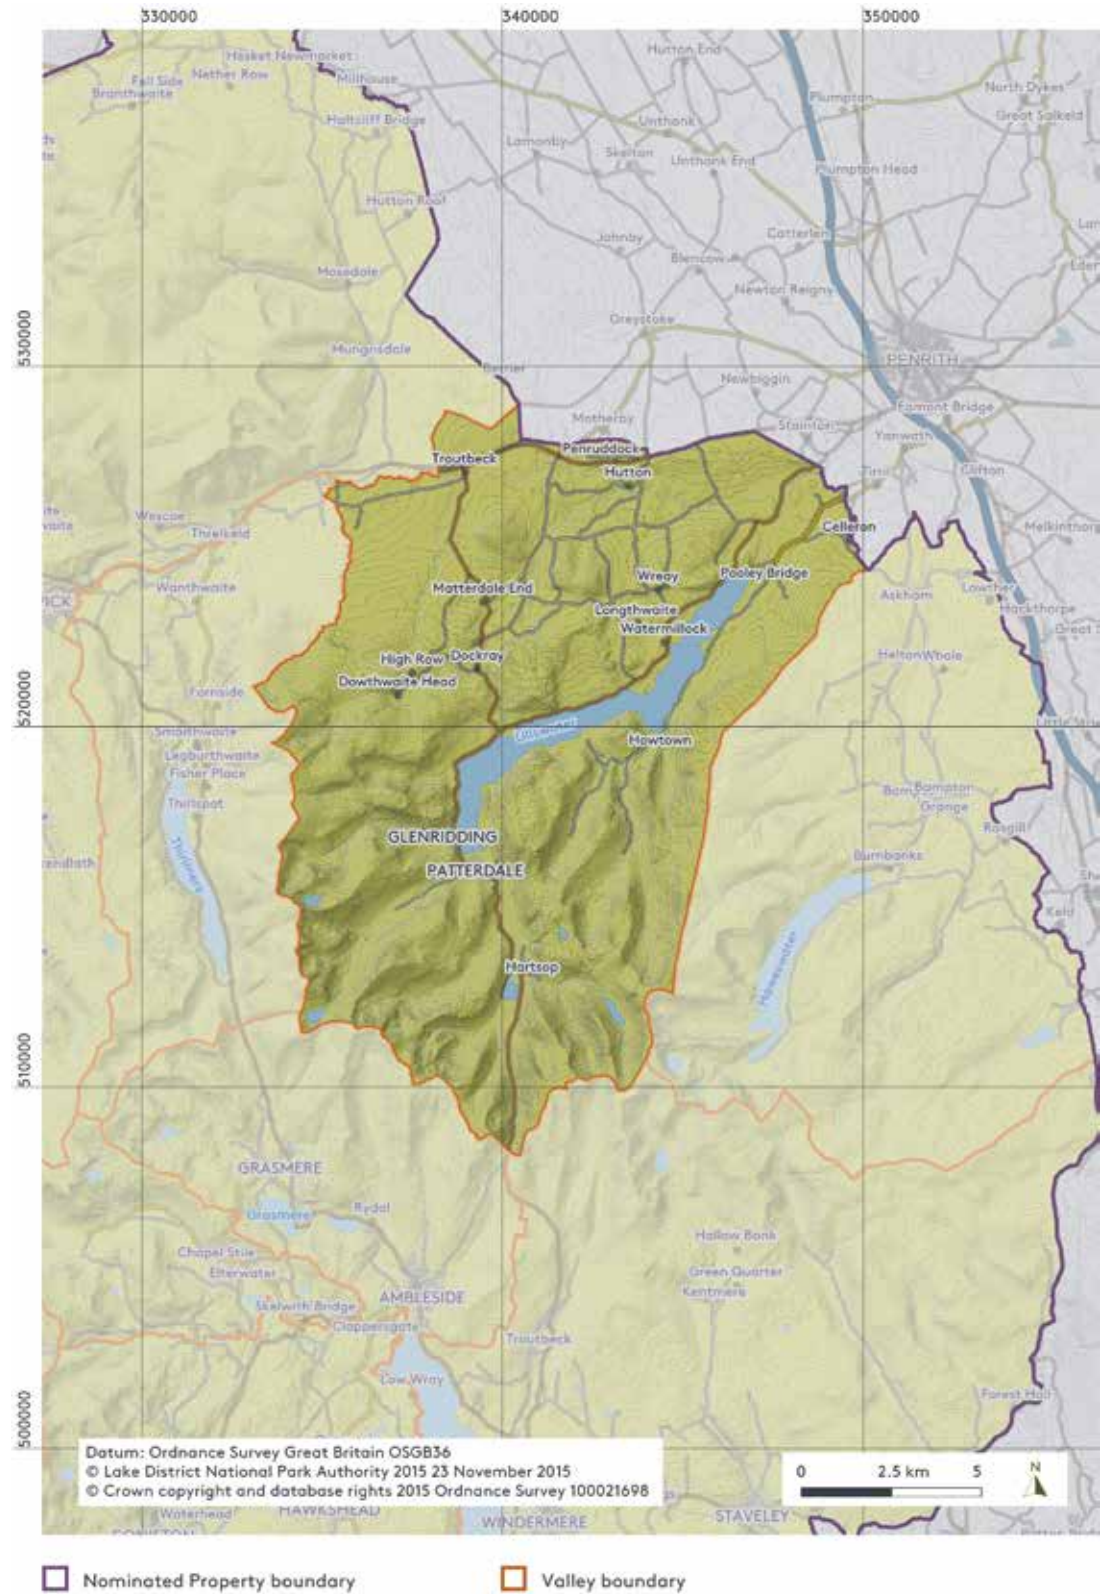 330000
340000
350000
Hutton End
Hesket Newmarket
Fell Side
Nether Row
Millhouse
Branthwaite
Plumpton
North Dykes
Great Salkeld
Haltcliff Bridge
Unthank
Lamonby
Skelton
Unthank End
Plumpton Head
Hutton Roof
Johnby
Catterlen
Blencow
Mosedale
Newton Reigny
Greystoke
530000
Mungrisdale
PENRITH
Berrier
Newbiggin
Motherby
Eamont Bridge
Stainton
Yanwath
Penruddock
Troutbeck
Hutton
Tirril
Clifton
Wescoe
Threlkeld
Celleron
Pooley Bridge
Wreay
Wanthwaite
Matterdale End
Askham
Lowther
Hackthorpe
Longthwaite
Watermillock
High Row
Dockray
Helton
Whale
Dowthwaite Head
Fornside
520000
Ullswater
Howtown
Smaithwaite
Legburthwaite
Fisher Place
Thirlspot
Bampton
Grange
Rosgill
GLENRIDDING
Thirlmere
Burnbanks
PATTERDALE
Keld
Hartsop
Haweswater
510000
GRASMERE
Grasmere
Rydal
Chapel Stile
Elterwater
Hallow Bank
Green Quarter
Kentmere
AMBLESIDE
Skelwith Bridge
Clappersgate
Troutbeck
Low Wray
Forest Hall
500000
Datum: Ordnance Survey Great Britain OSGB36
© Lake District National Park Authority 2015 23 November 2015
© Crown copyright and database rights 2015 Ordnance Survey 100021698
0 2.5 km 5
N
HAWKSHEAD
Waterhead
WINDERMERE
STAVELEY
CONISTON
Nominated Property boundary
Valley boundary